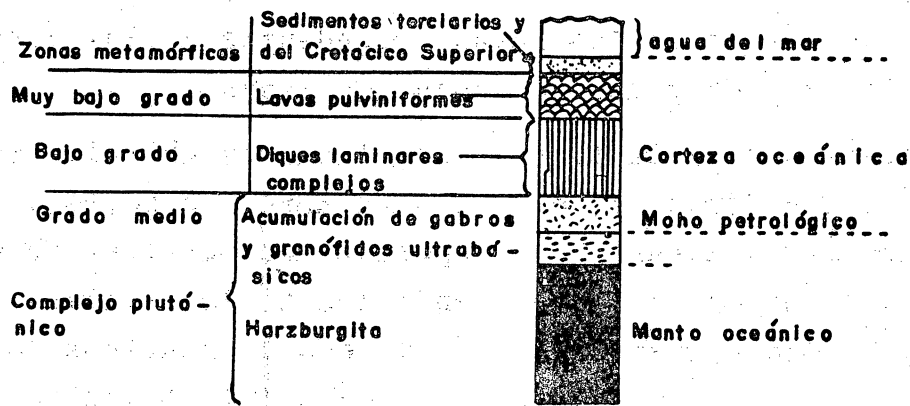 Sedimentos terciarios y
Zonas metamórficas del Cretácico Superior
agua del mar
Muy bajo grado Lavas pulviniformes
Bajo grado Diques laminares
complejos
Corteza oceánica
Grado medio Acumulación de gabros
y granófidos ultrabá-
sicos
Moho petrológico
Complejo plutó-
nico
Harzburgita
Manto oceánico